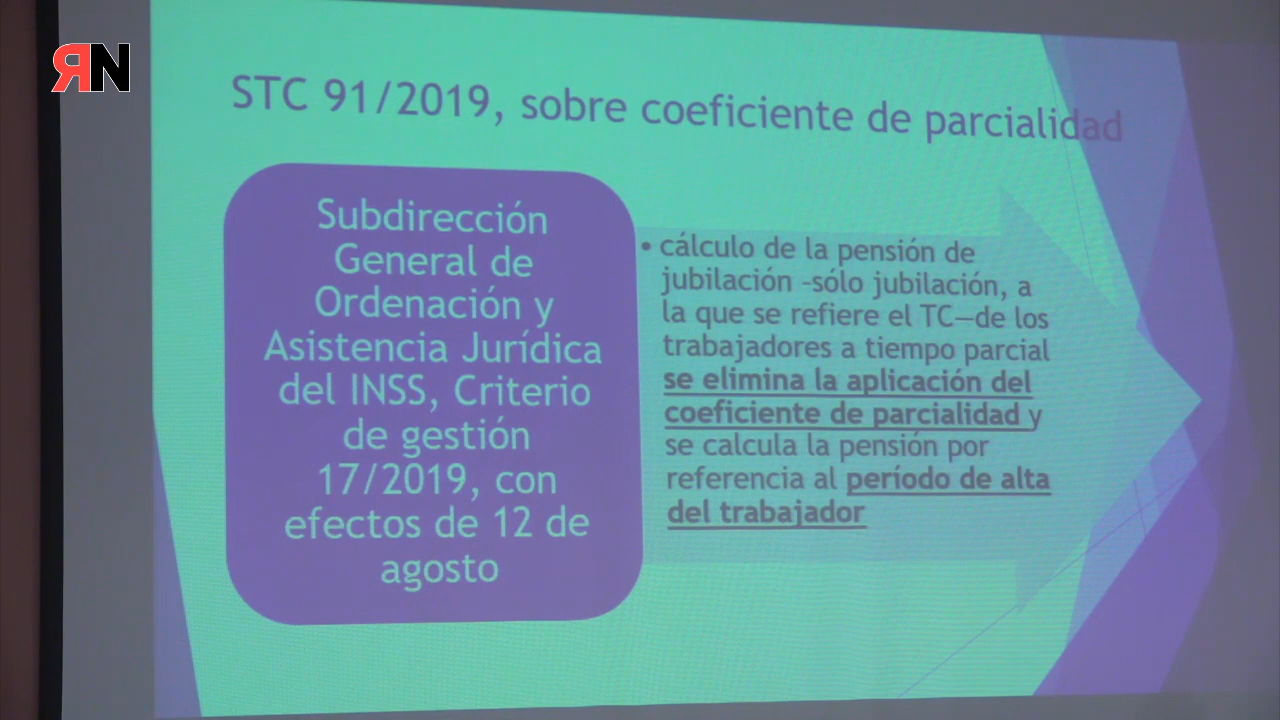 RN
STC 91/2019, sobre coeficiente de parcialidad
Subdirección
General de
Ordenación y
Asistencia Jurídica
del INSS, Criterio
de gestión
17/2019, con
efectos de 12 de
agosto
• cálculo de la pensión de
jubilación -sólo jubilación, a
la que se refiere el TC—de los
trabajadores a tiempo parcial
se elimina la aplicación del
coeficiente de parcialidad y
se calcula la pensión por
referencia al período de alta
del trabajador